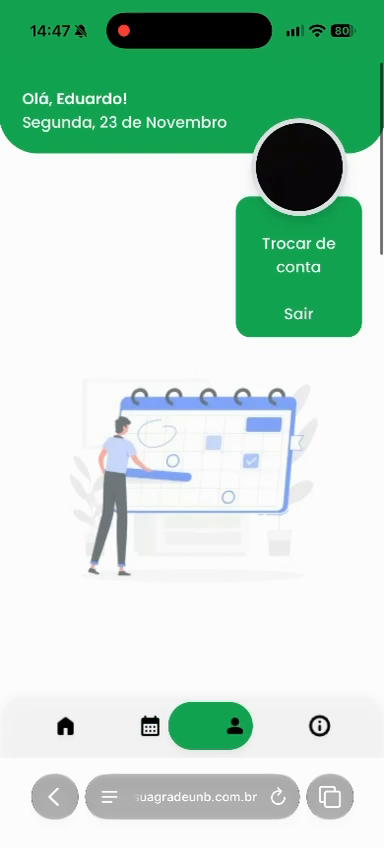 14:47
80
Olá, Eduardo!
Segunda, 23 de Novembro
Trocar de
conta
Sair
suagradeunb.com.br